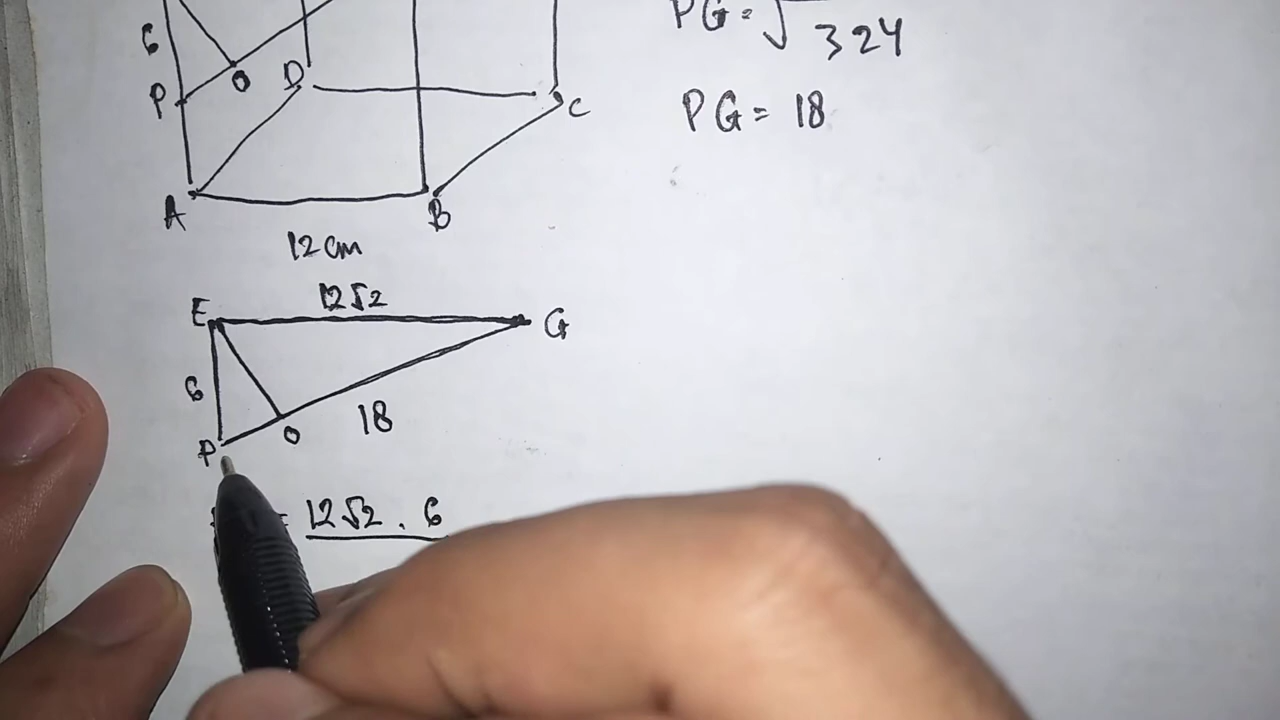 6
P
O
D
C
A
B
12 cm
PG = √324
PG = 18
E
12√2
G
6
18
P
O
= 12√2 . 6